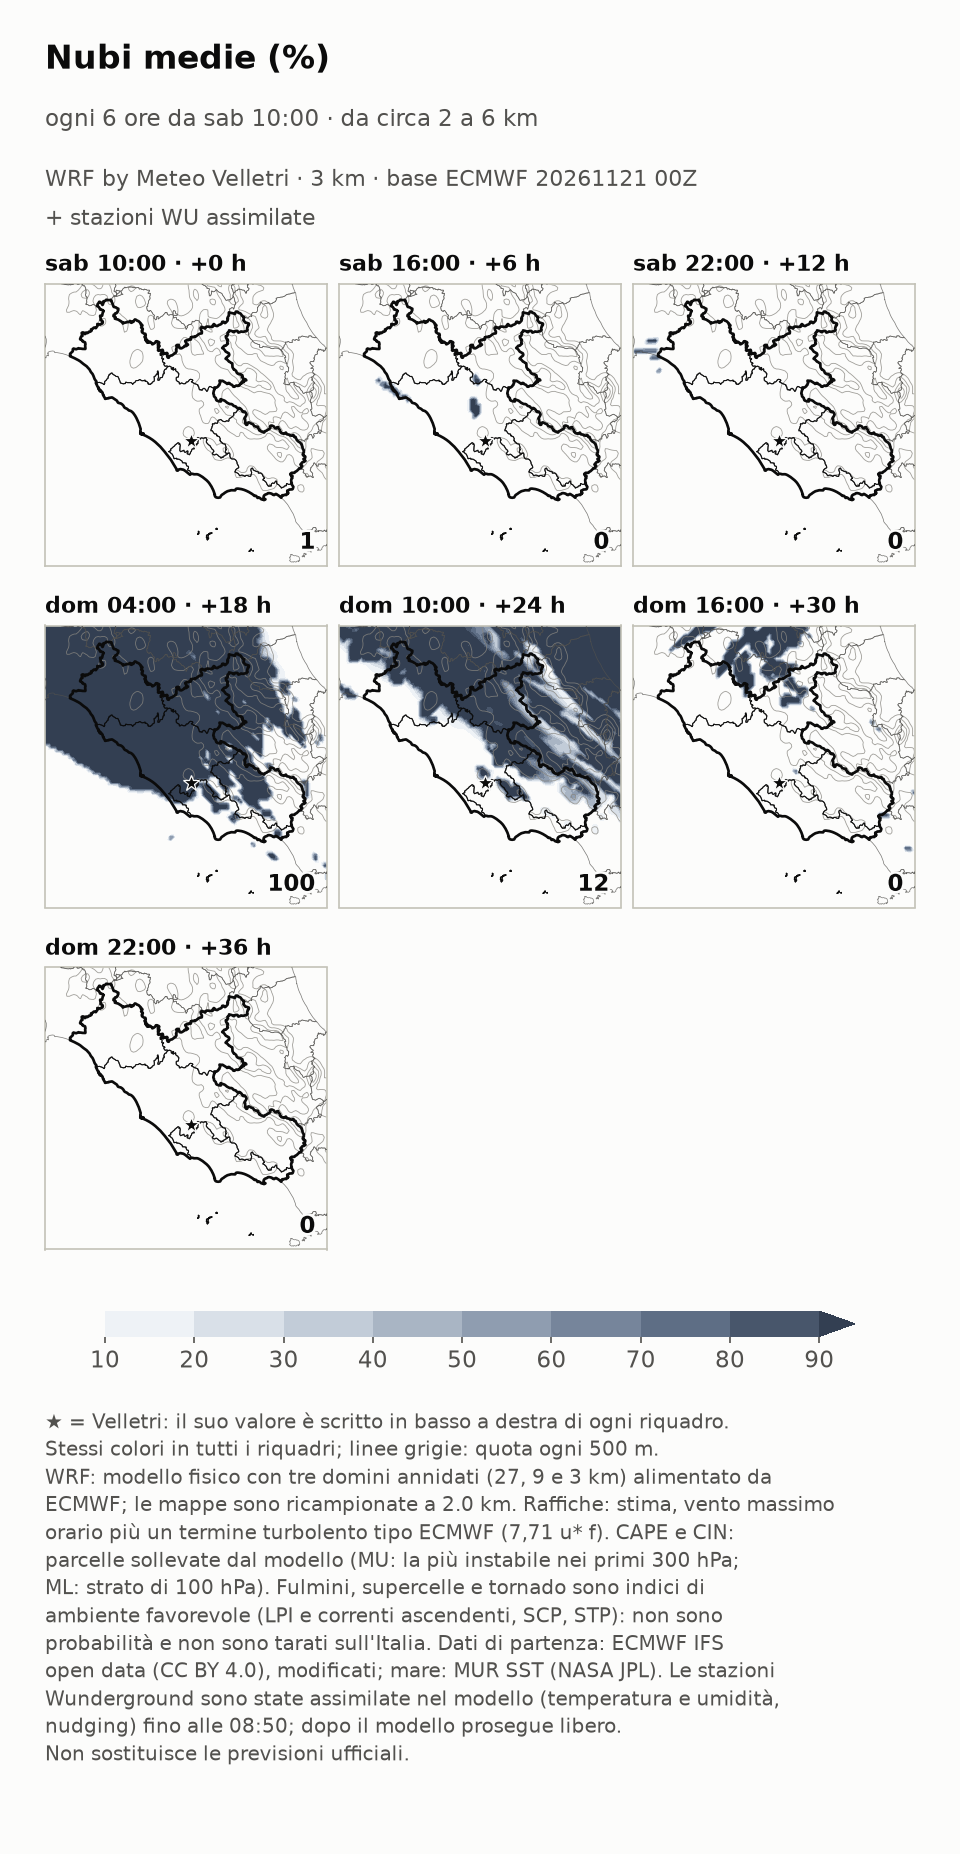 Nubi medie (%)
ogni 6 ore da sab 10:00 · da circa 2 a 6 km
WRF by Meteo Velletri · 3 km · base ECMWF 20261121 00Z
+ stazioni WU assimilate
sab 10:00 · +0 h
sab 16:00 · +6 h
sab 22:00 · +12 h
1
0
0
dom 04:00 · +18 h
dom 10:00 · +24 h
dom 16:00 · +30 h
100
12
0
dom 22:00 · +36 h
0
10 20 30 40 50 60 70 80 90
★ = Velletri: il suo valore è scritto in basso a destra di ogni riquadro.
Stessi colori in tutti i riquadri; linee grigie: quota ogni 500 m.
WRF: modello fisico con tre domini annidati (27, 9 e 3 km) alimentato da
ECMWF; le mappe sono ricampionate a 2.0 km. Raffiche: stima, vento massimo
orario più un termine turbolento tipo ECMWF (7,71 u* f). CAPE e CIN:
parcelle sollevate dal modello (MU: la più instabile nei primi 300 hPa;
ML: strato di 100 hPa). Fulmini, supercelle e tornado sono indici di
ambiente favorevole (LPI e correnti ascendenti, SCP, STP): non sono
probabilità e non sono tarati sull'Italia. Dati di partenza: ECMWF IFS
open data (CC BY 4.0), modificati; mare: MUR SST (NASA JPL). Le stazioni
Wunderground sono state assimilate nel modello (temperatura e umidità,
nudging) fino alle 08:50; dopo il modello prosegue libero.
Non sostituisce le previsioni ufficiali.